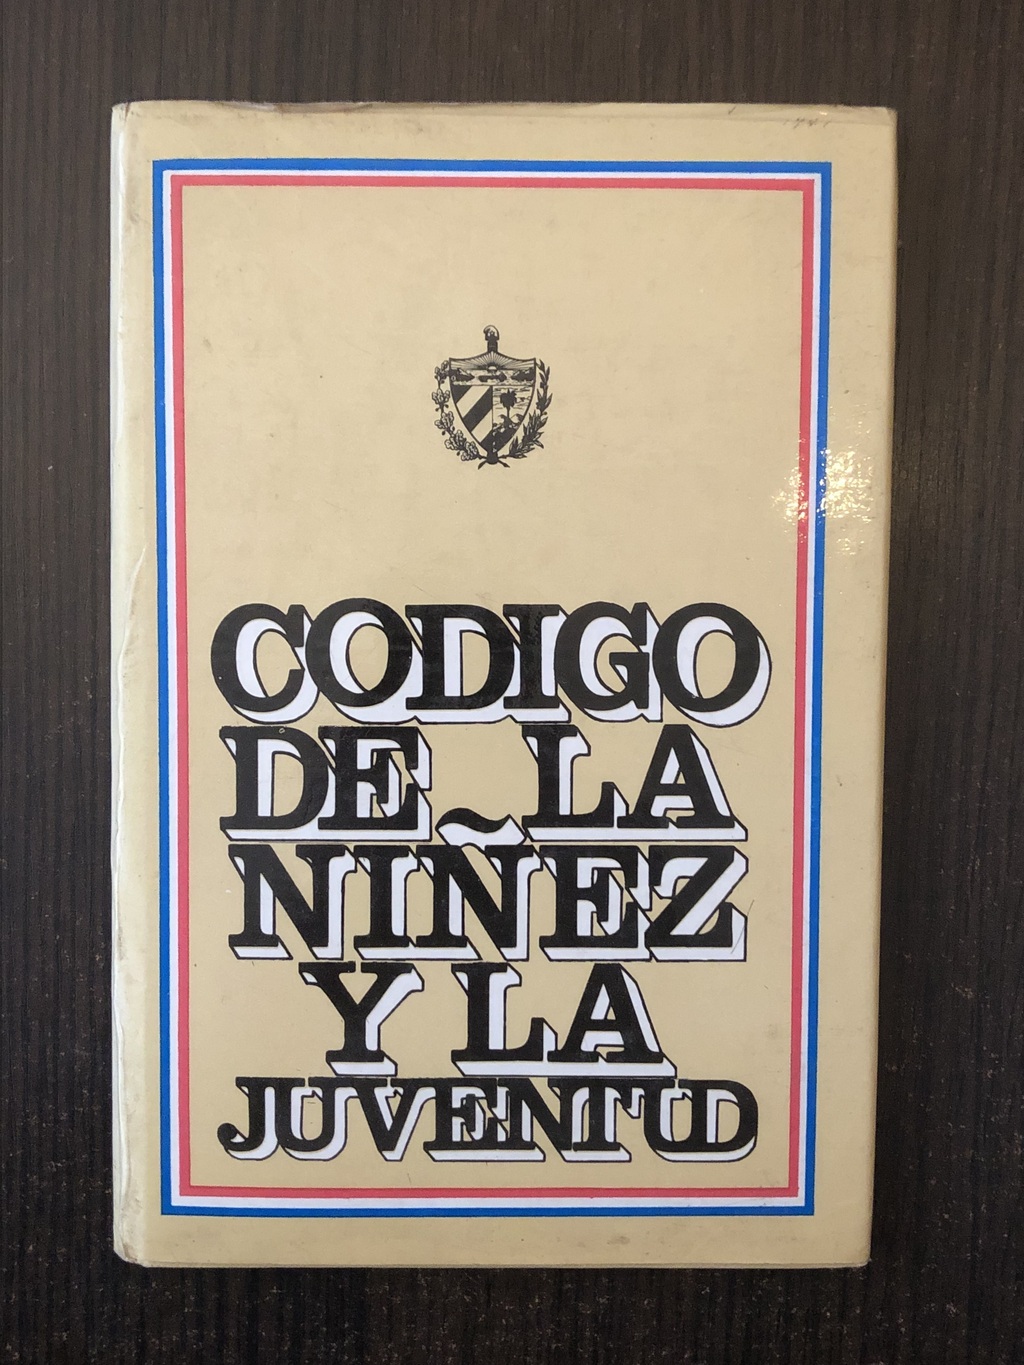 CODIGO
DE LA
NIÑEZ
Y LA
JUVENTUD